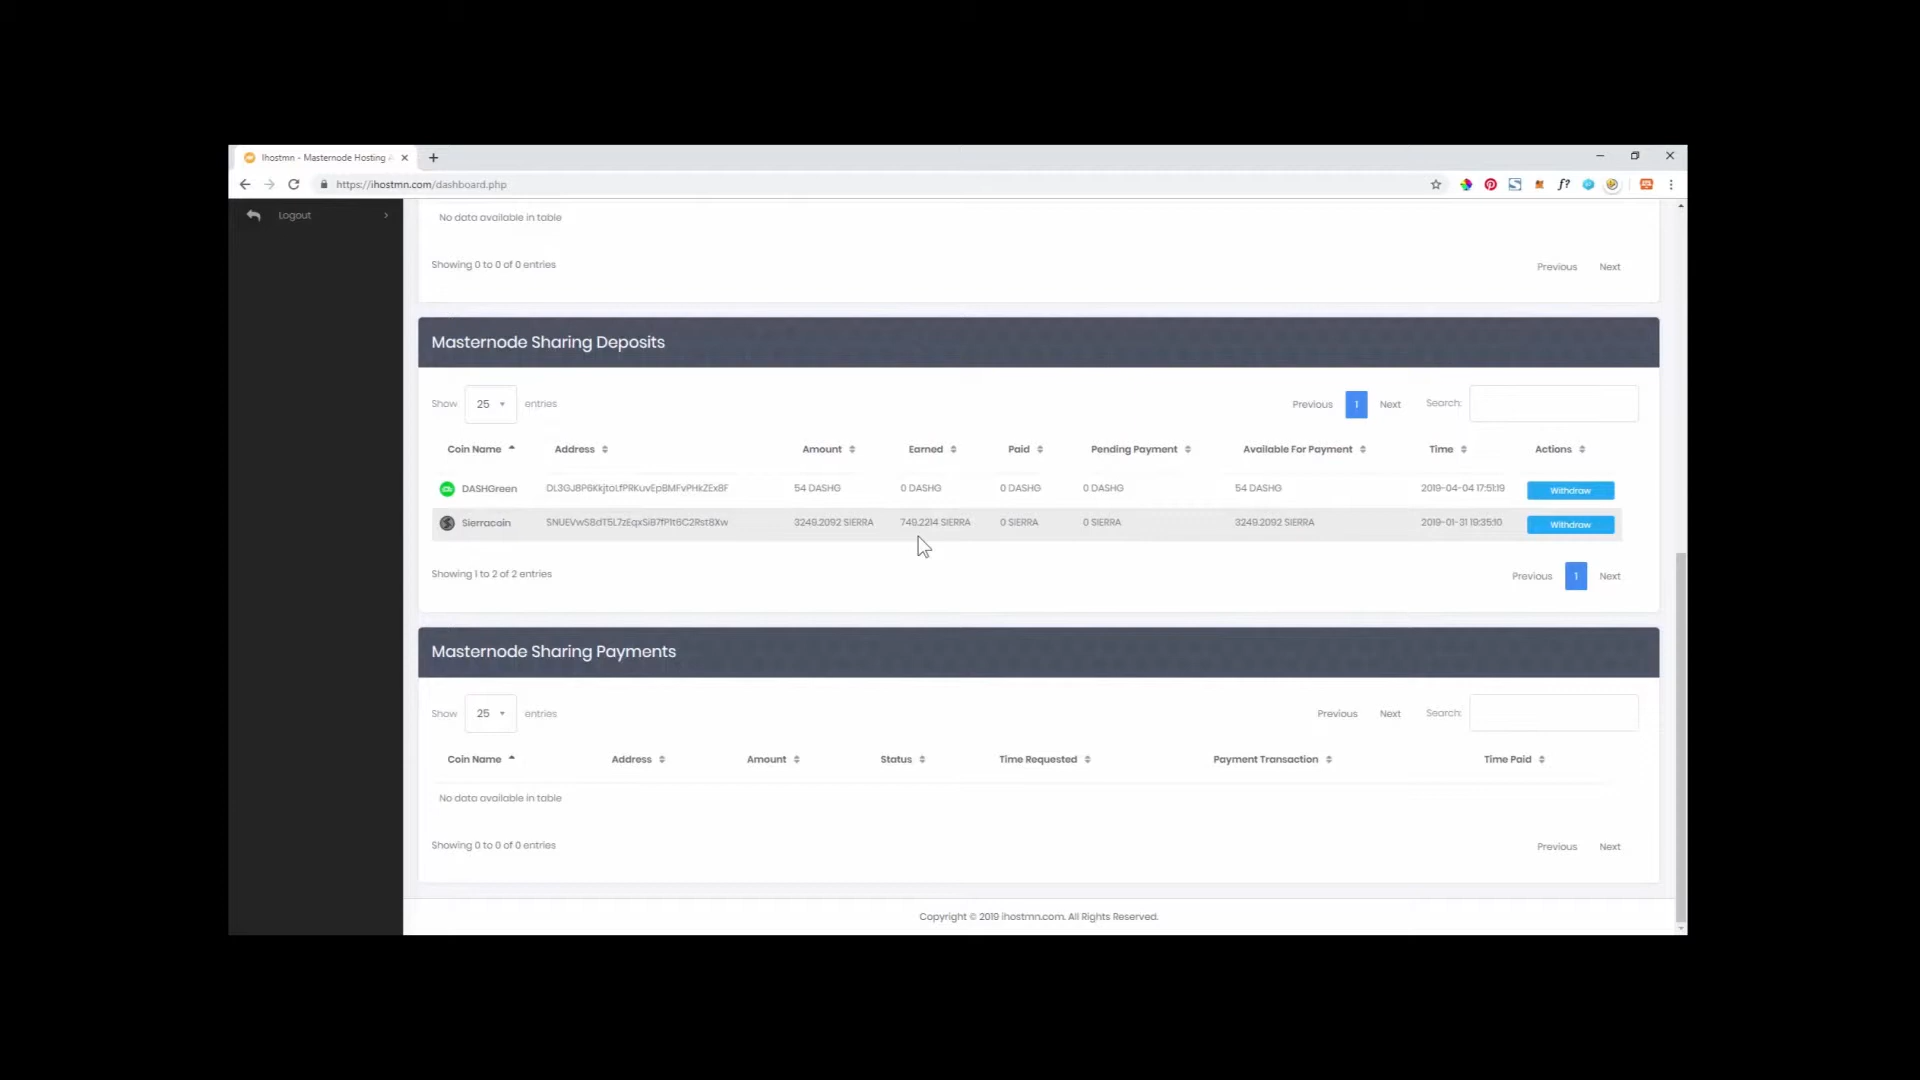 Ihostmn - Masternode Hosting
https://ihostmn.com/dashboard.php
Logout
No data available in table
Showing 0 to 0 of 0 entries
Previous Next
Masternode Sharing Deposits
Show 25 entries
Previous 1 Next Search:
Coin Name Address Amount Earned Paid Pending Payment Available For Payment Time Actions
DASHGreen 54 DASHG 0 DASHG 0 DASHG 0 DASHG 54 DASHG 2019-04-04 17:51:19 Withdraw
Sierracoin 3249.2092 SIERRA 749.2214 SIERRA 0 SIERRA 0 SIERRA 3249.2092 SIERRA 2019-01-31 19:35:10 Withdraw
Showing 1 to 2 of 2 entries
Previous 1 Next
Masternode Sharing Payments
Show 25 entries
Previous Next Search:
Coin Name Address Amount Status Time Requested Payment Transaction Time Paid
No data available in table
Showing 0 to 0 of 0 entries
Previous Next
Copyright © 2019 ihostmn.com. All Rights Reserved.